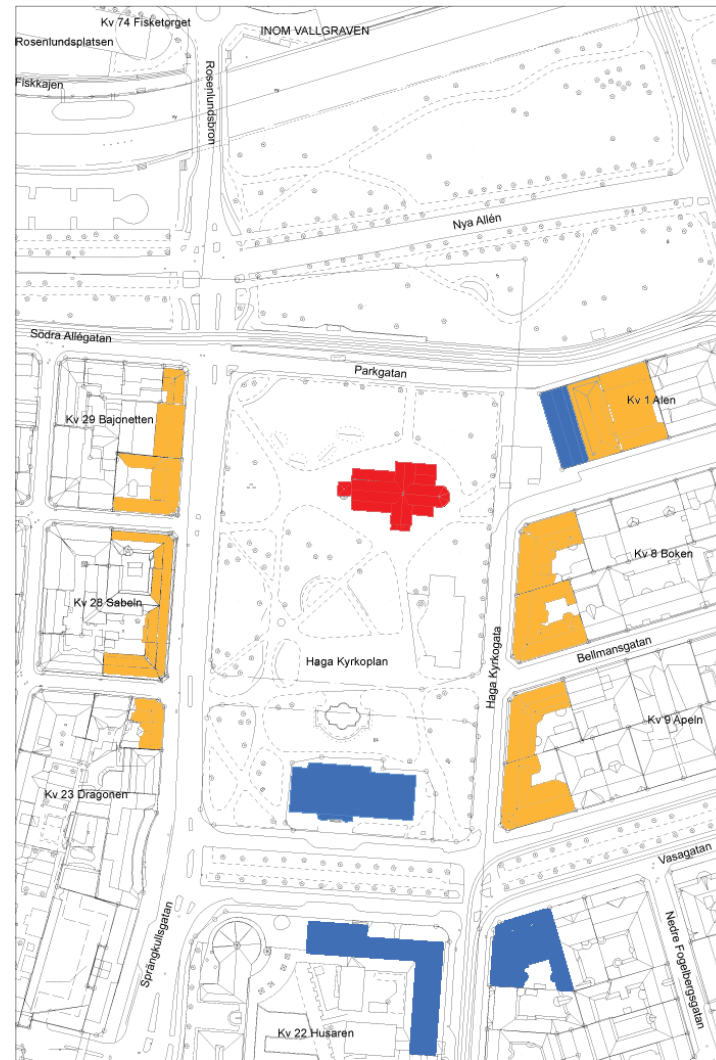 Kv 74 Fisketorget
INOM VALLGRAVEN
Rosenlundsplatsen
Rosenlundsbron
Fiskkajen
Nya Allén
Södra Allégatan
Parkgatan
Kv 1 Alen
Kv 29 Bajonetten
Kv 8 Boken
Kv 28 Sabeln
Bellmansgatan
Haga Kyrkoplan
Haga Kyrkogata
Kv 9 Apeln
Kv 23 Dragonen
Vasagatan
Sprängkullsgatan
Nedre Fogelbergsgatan
Kv 22 Husaren